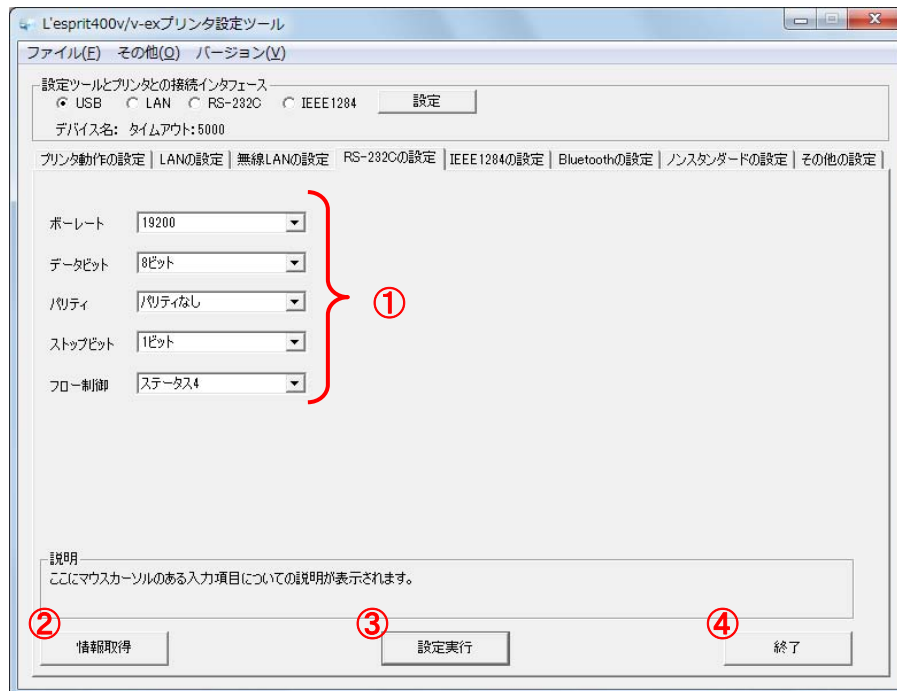 L'esprit400v/v-exプリンタ設定ツール
ファイル(F) その他(O) バージョン(V)
設定ツールとプリンタとの接続インタフェース
USB LAN RS-232C IEEE1284 設定
デバイス名: タイムアウト:5000
プリンタ動作の設定 LANの設定 無線LANの設定 RS-232Cの設定 IEEE1284の設定 Bluetoothの設定 ノンスタンダードの設定 その他の設定
ボーレート 19200
データビット 8ビット
パリティ パリティなし
①
ストップビット 1ビット
フロー制御 ステータス4
説明
ここにマウスカーソルのある入力項目についての説明が表示されます。
② ③ ④
情報取得 設定実行 終了